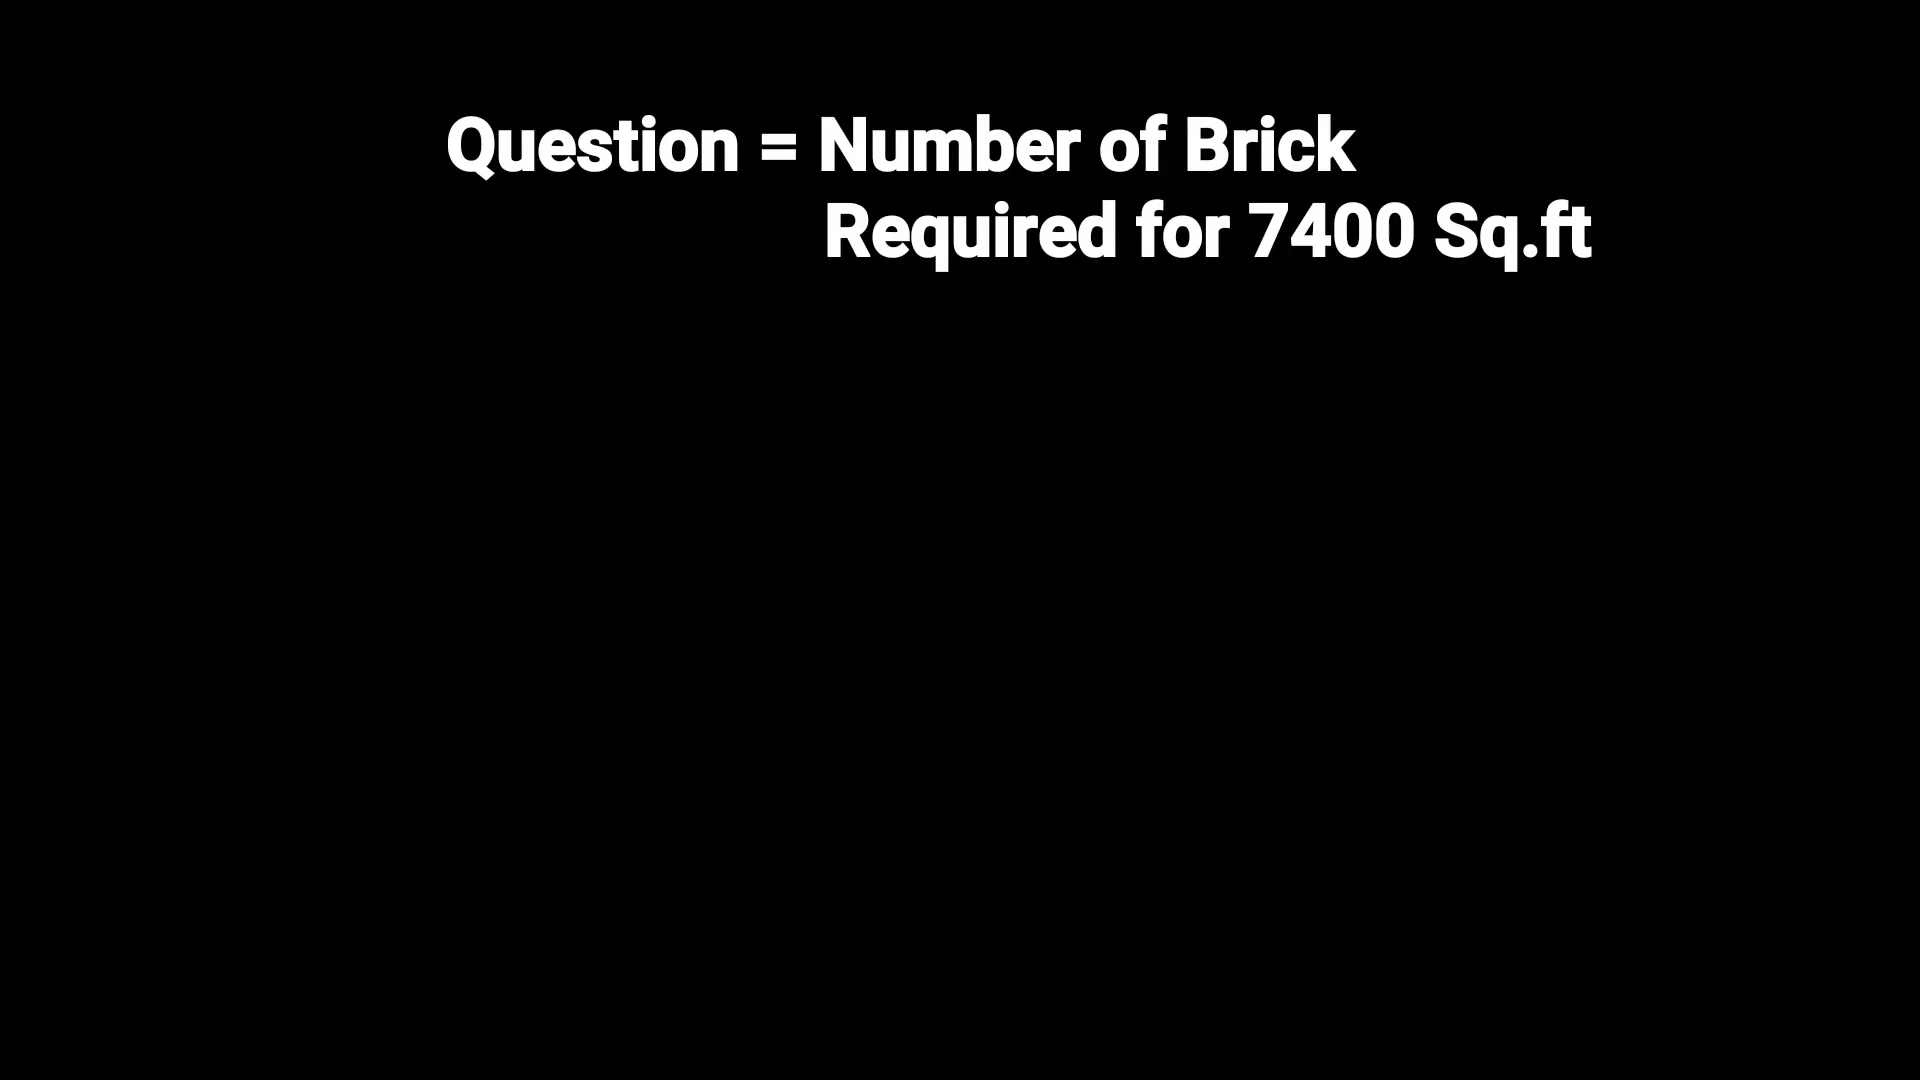 Question = Number of Brick
Required for 7400 Sq.ft